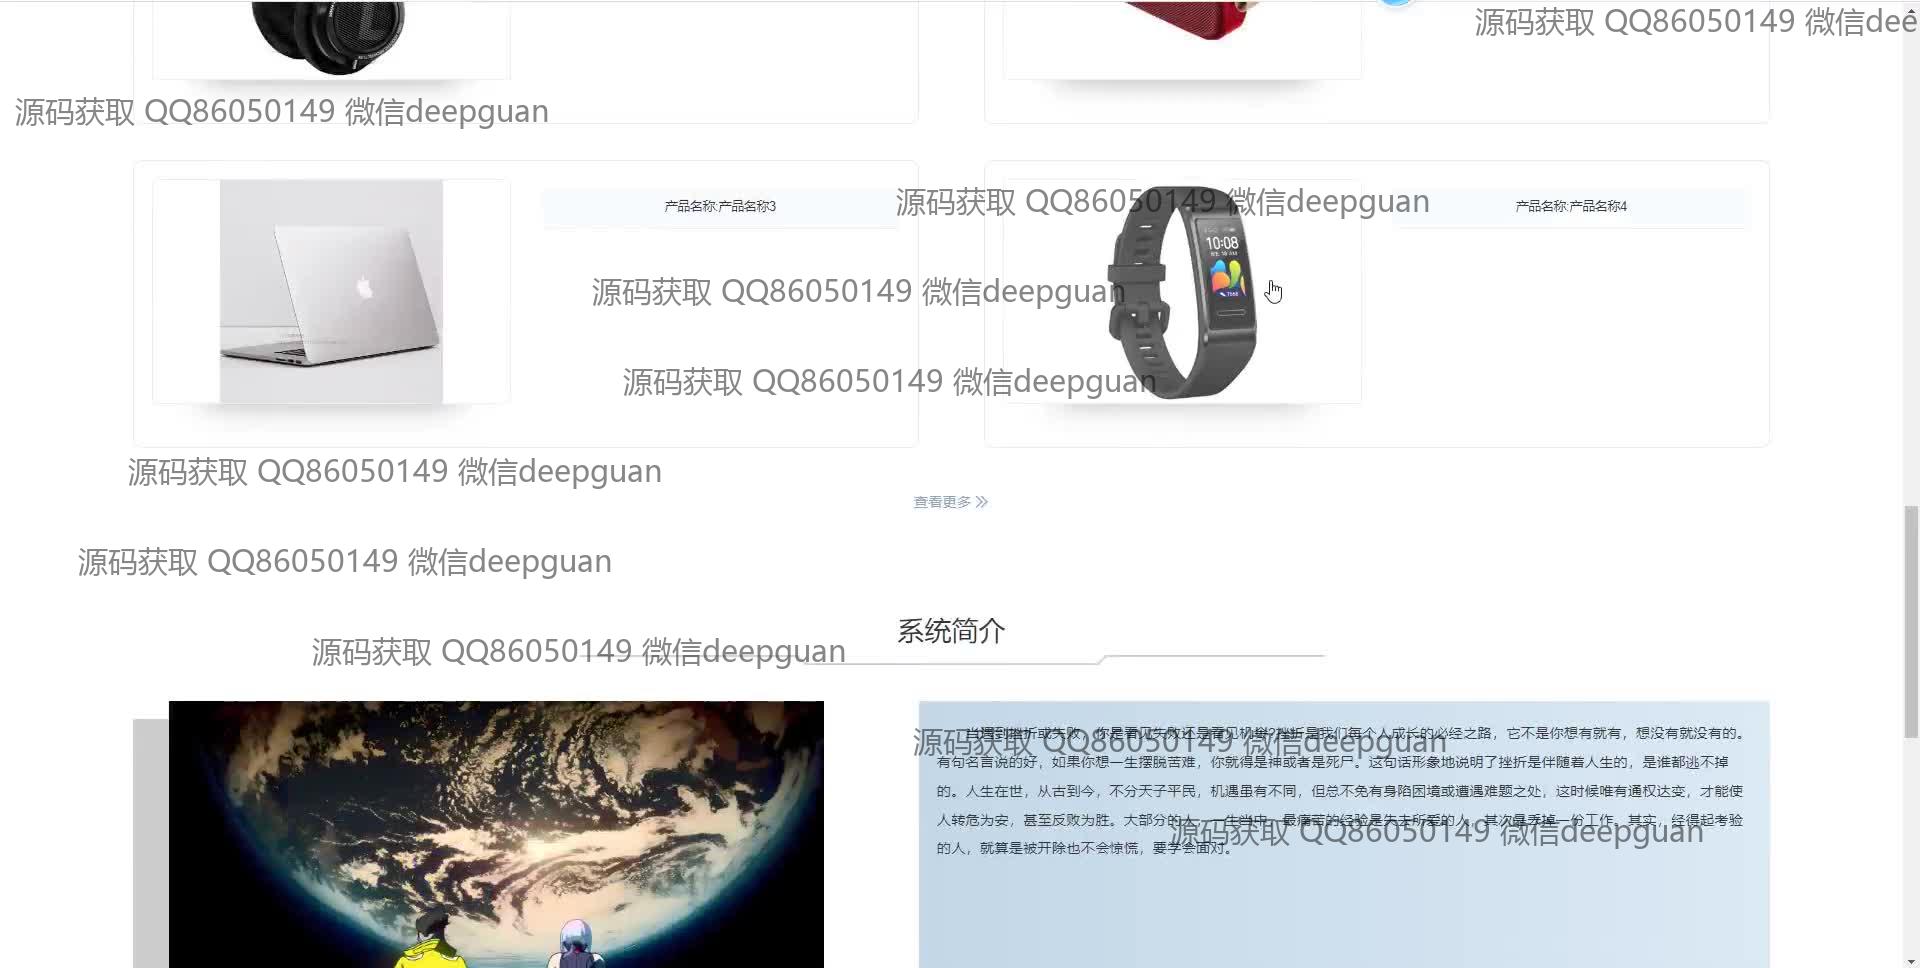 源码获取 QQ86050149 微信dee
源码获取 QQ86050149 微信deepguan
产品名称:产品名称3
源码获取 QQ86050149 微信deepguan
产品名称:产品名称4
10:08
源码获取 QQ86050149 微信deepguan
源码获取 QQ86050149 微信deepguan
源码获取 QQ86050149 微信deepguan
查看更多
源码获取 QQ86050149 微信deepguan
系统简介
源码获取 QQ86050149 微信deepguan
当遇到挫折或失败，你是看见失败还是看见机会?挫折是我们每个人成长的必经之路，它不是你想有就有，想没有就没有的。
源码获取 QQ86050149 微信deepguan
有句名言说的好，如果你想一生摆脱苦难，你就得是神或者是死尸。这句话形象地说明了挫折是伴随着人生的，是谁都逃不掉
的。人生在世，从古到今，不分天子平民，机遇虽有不同，但总不免有身陷困境或遭遇难题之处，这时候唯有通权达变，才能使
人转危为安，甚至反败为胜。大部分的人，一生当中，最痛苦的经验是失去所爱的人，其次是丢掉一份工作。其实，经得起考验
源码获取 QQ86050149 微信deepguan
的人，就算是被开除也不会惊慌，要学会面对。